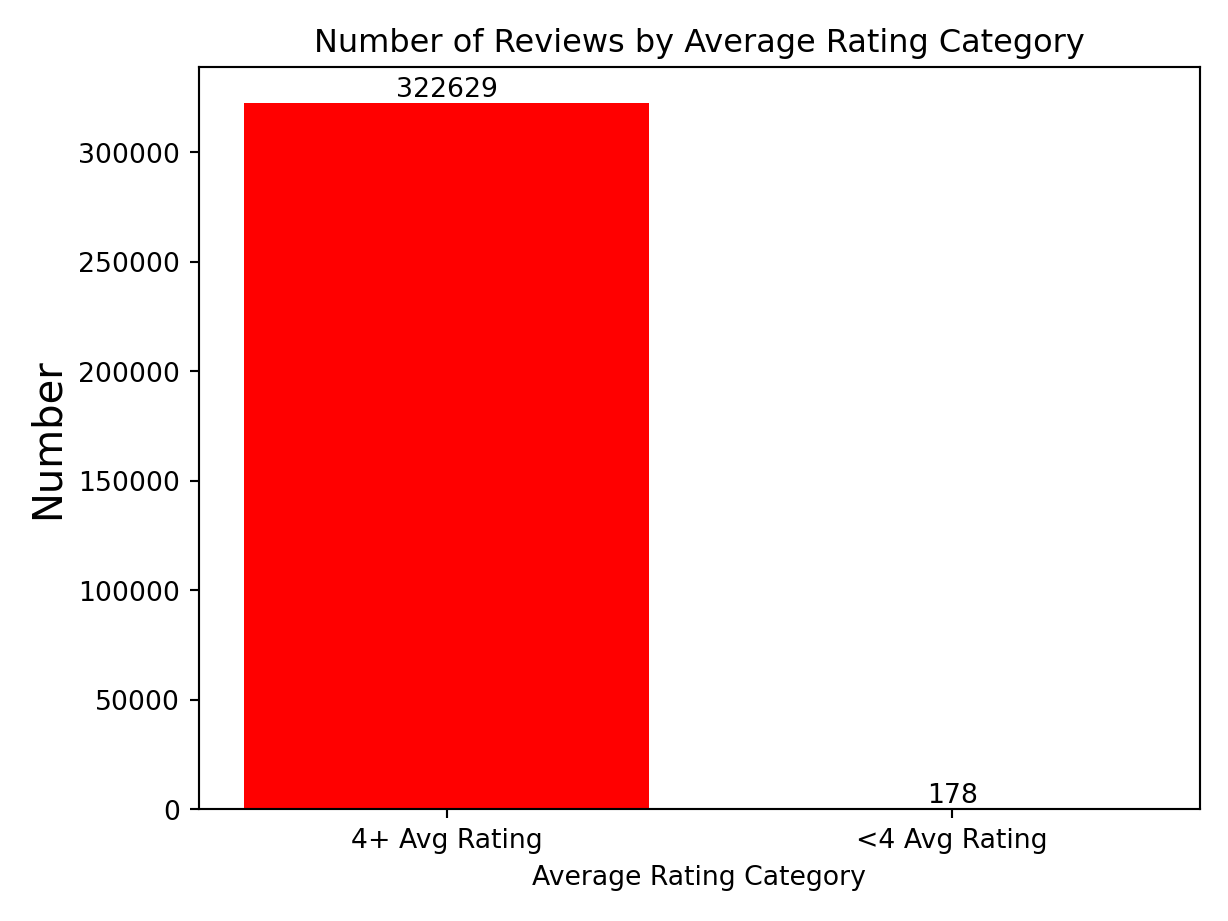 Number of Reviews by Average Rating Category
322629
300000
250000
200000
150000
100000
50000
0
Number
178
4+ Avg Rating
<4 Avg Rating
Average Rating Category